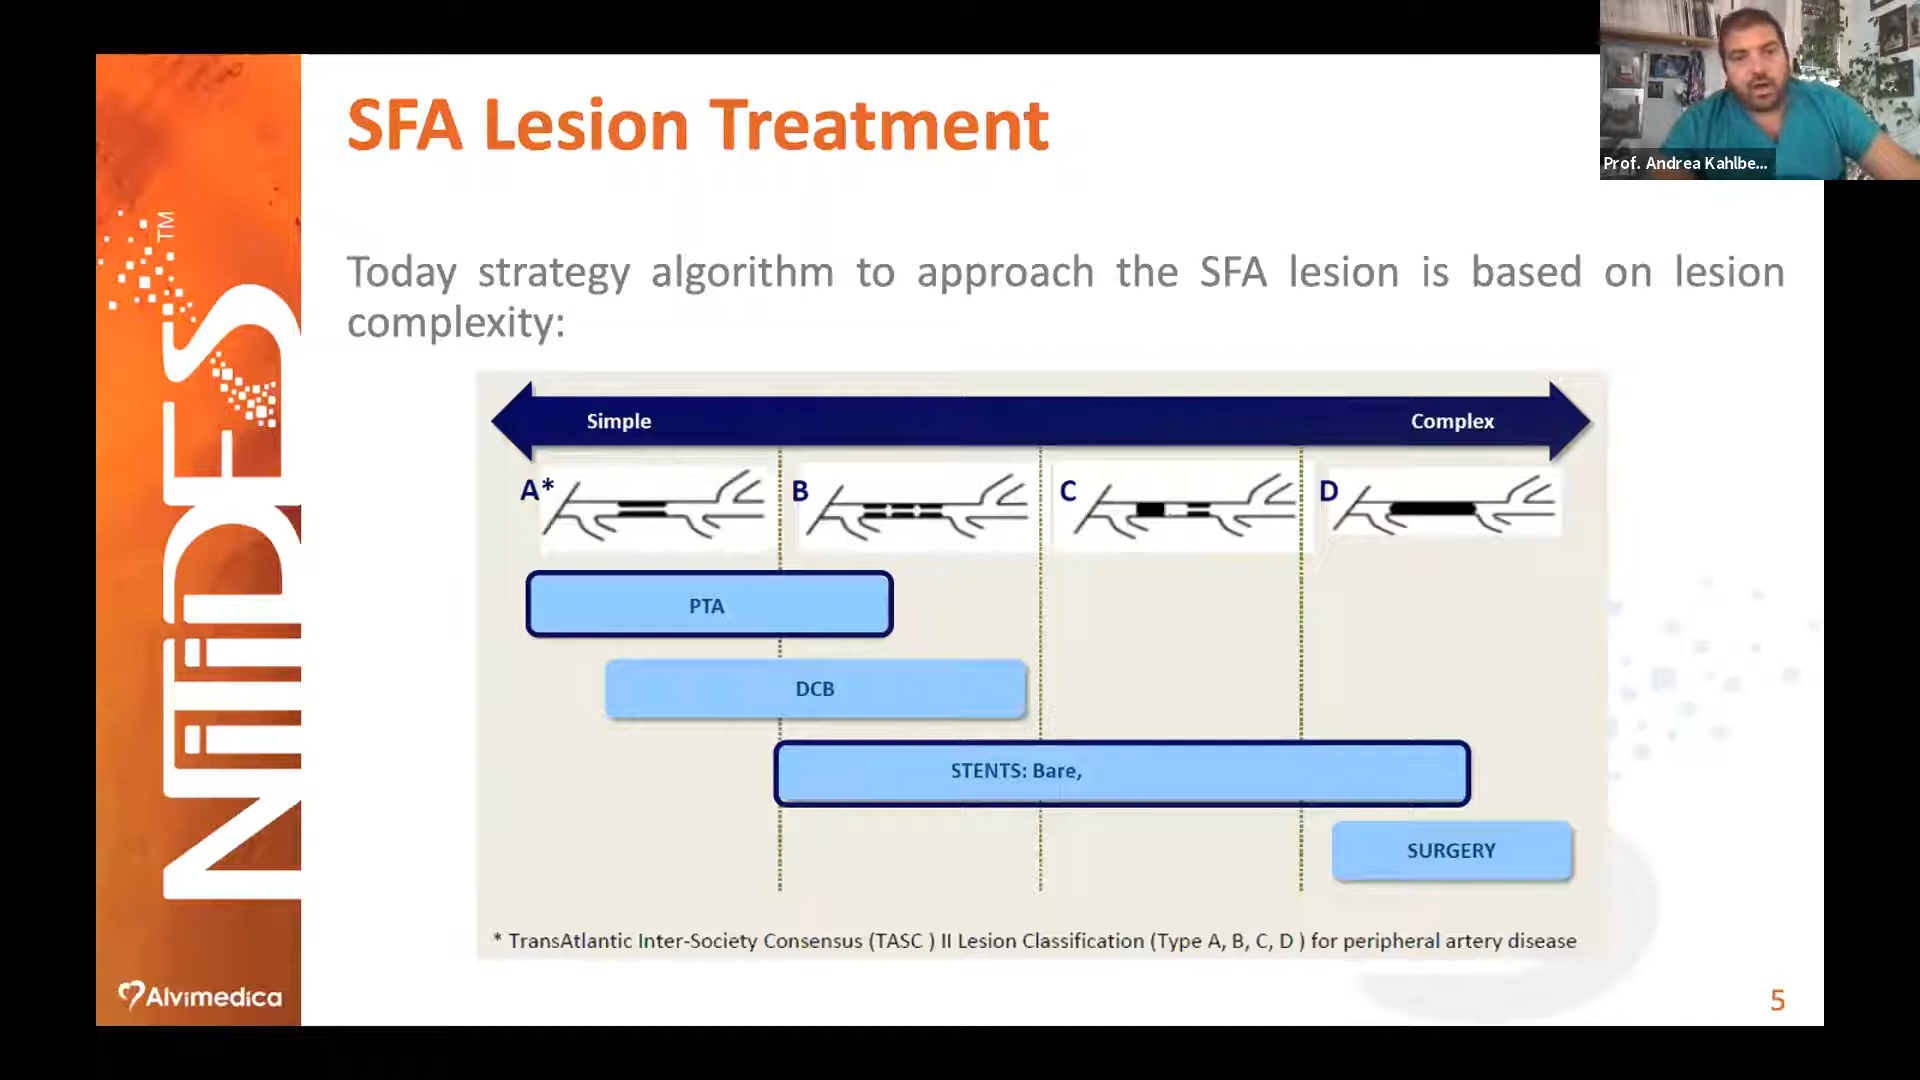 SFA Lesion Treatment
Prof. Andrea Kahlbe...
Today strategy algorithm to approach the SFA lesion is based on lesion
complexity:
Simple
Complex
A*
B
C
D
PTA
DCB
STENTS: Bare,
SURGERY
* TransAtlantic Inter-Society Consensus (TASC ) II Lesion Classification (Type A, B, C, D ) for peripheral artery disease
NiTiDES™
Alvimedica
5